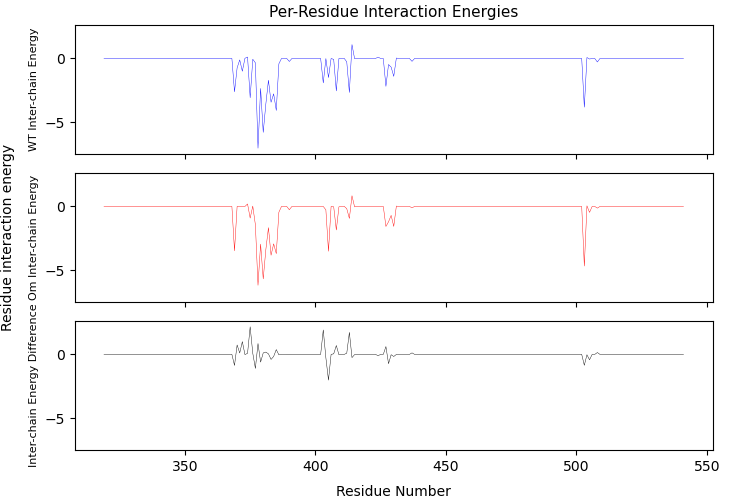 Per-Residue Interaction Energies
Residue interaction energy
WT Inter-chain Energy
0
−5
Om Inter-chain Energy
0
−5
Inter-chain Energy Difference
0
−5
350
400
450
500
550
Residue Number